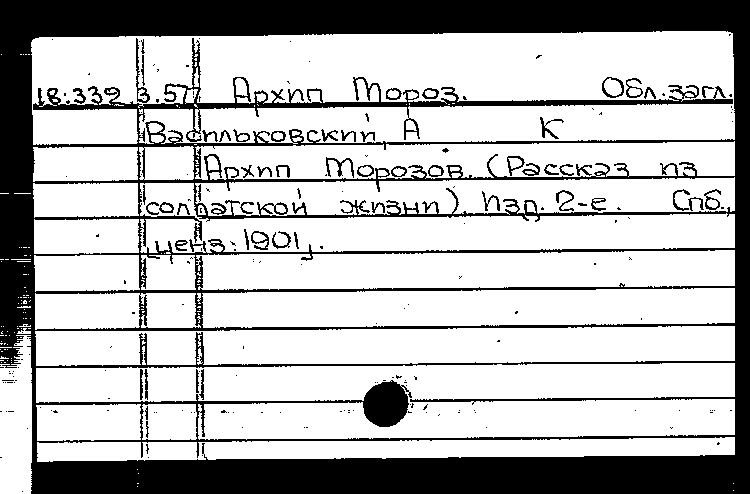 18:339.3.577 Архип Мороз. Обл.загл.
Васильковский, А К
Архип Морозов. (Рассказ из
солдатской жизни). Изд. 2-е. Спб.,
[ценз. 1901].